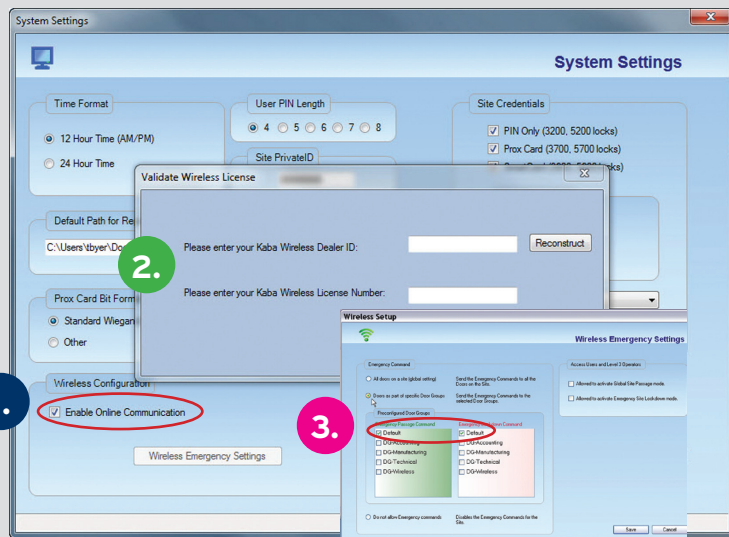 System Settings
System Settings
Time Format
12 Hour Time (AM/PM)
24 Hour Time
User PIN Length
4 5 6 7 8
Site PrivateID
Site Credentials
PIN Only (3200, 5200 locks)
Prox Card (3700, 5700 locks)
Default Path for
C:\Users\tbyer\
Prox Card Bit
Standard
Other
Wireless Configuration
Enable Online Communication
Wireless Emergency Settings
2.
Validate Wireless License
Please enter your Kaba Wireless Dealer ID:
Reconstruct
Please enter your Kaba Wireless License Number:
3.
Wireless Setup
Wireless Emergency Settings
Emergency Command
All doors on a site (global setting)
Send the Emergency Commands to all the
Doors on the Site.
Doors as part of specific Door Groups
Send the Emergency Commands to the
selected Door Groups.
Preconfigured Door Groups
Emergency Passage Command
Default
DG-Accounting
DG-Manufacturing
DG-Technical
DG-Wireless
Default
DG-Accounting
DG-Manufacturing
DG-Technical
DG-Wireless
Do not allow Emergency commands
Disables the Emergency Commands for the
Site.
Access Users and Level 3 Operators
Allowed to activate Global Site Passage mode.
Allowed to activate Emergency Site Lockdown mode.
Save
Cancel